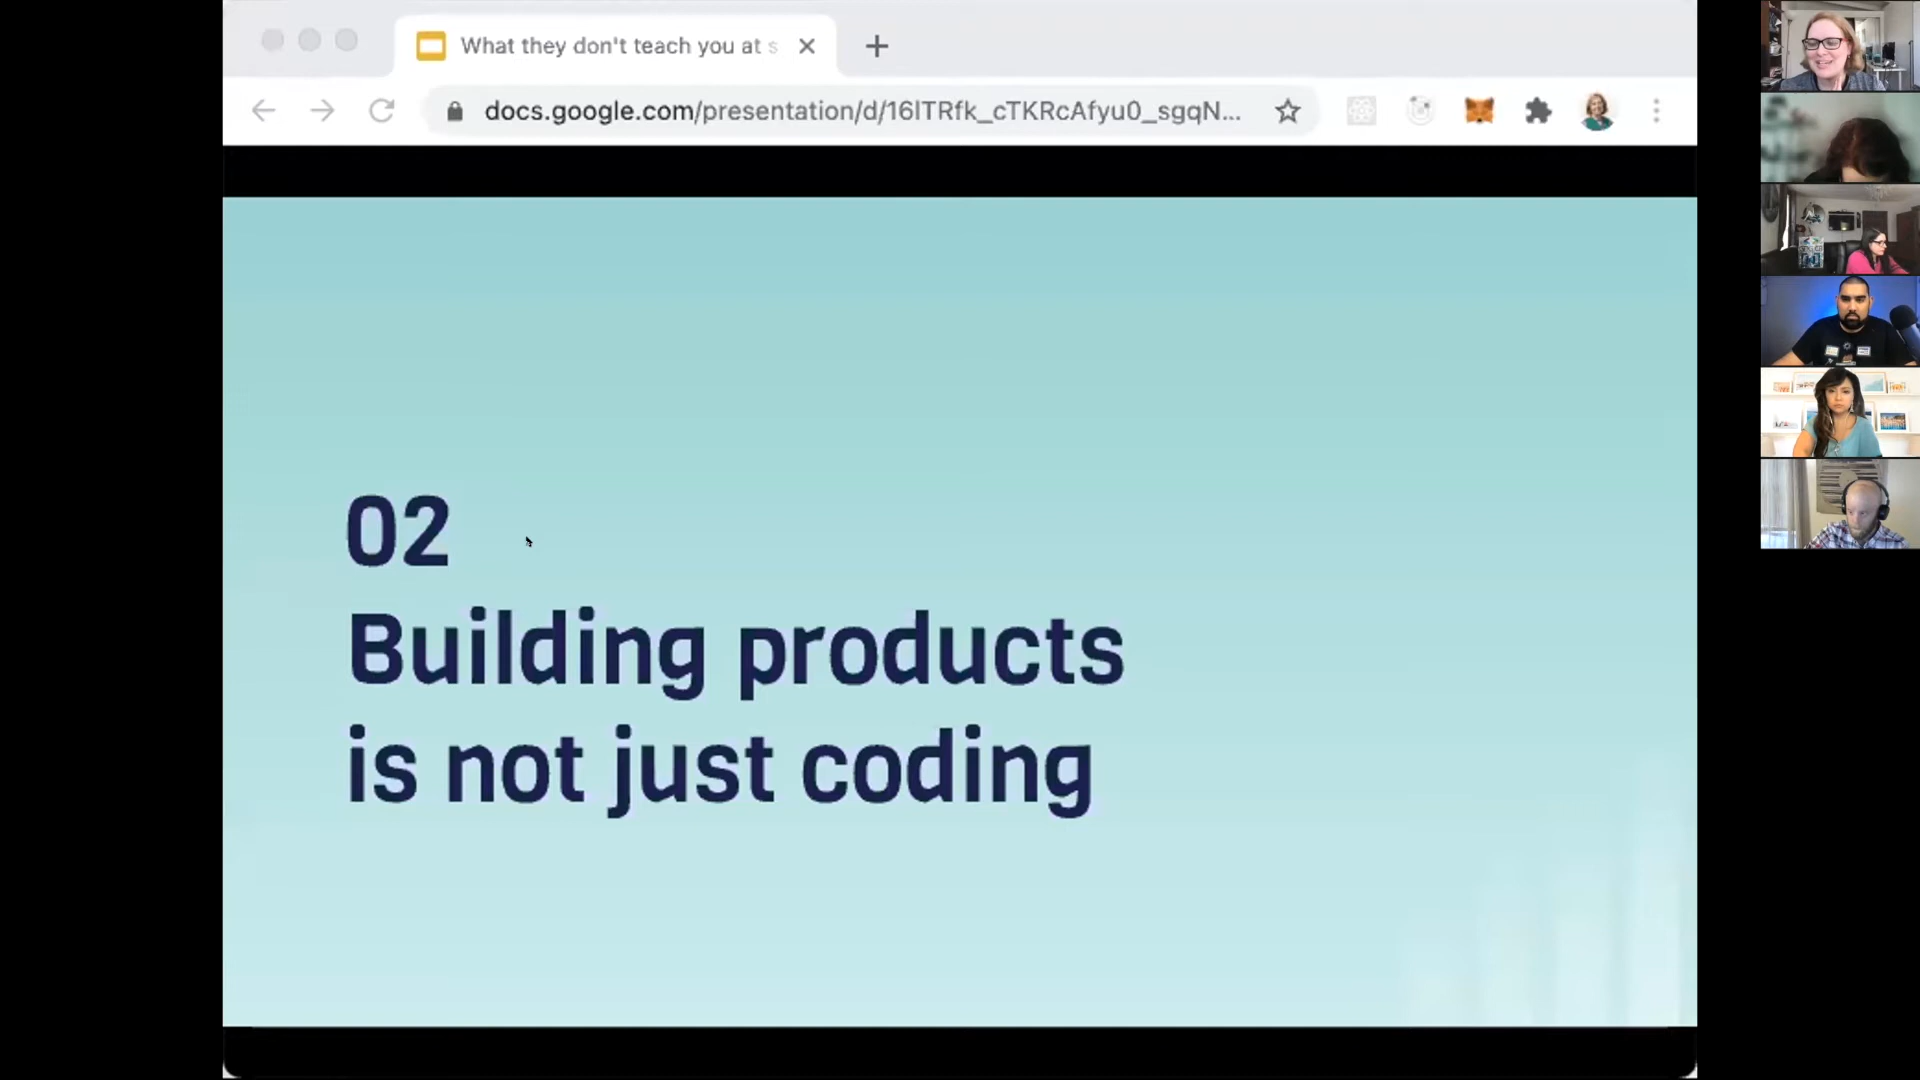 What they don't teach you at s
docs.google.com/presentation/d/16lTRfk_cTKRcAfyu0_sgqN...
02
Building products
is not just coding